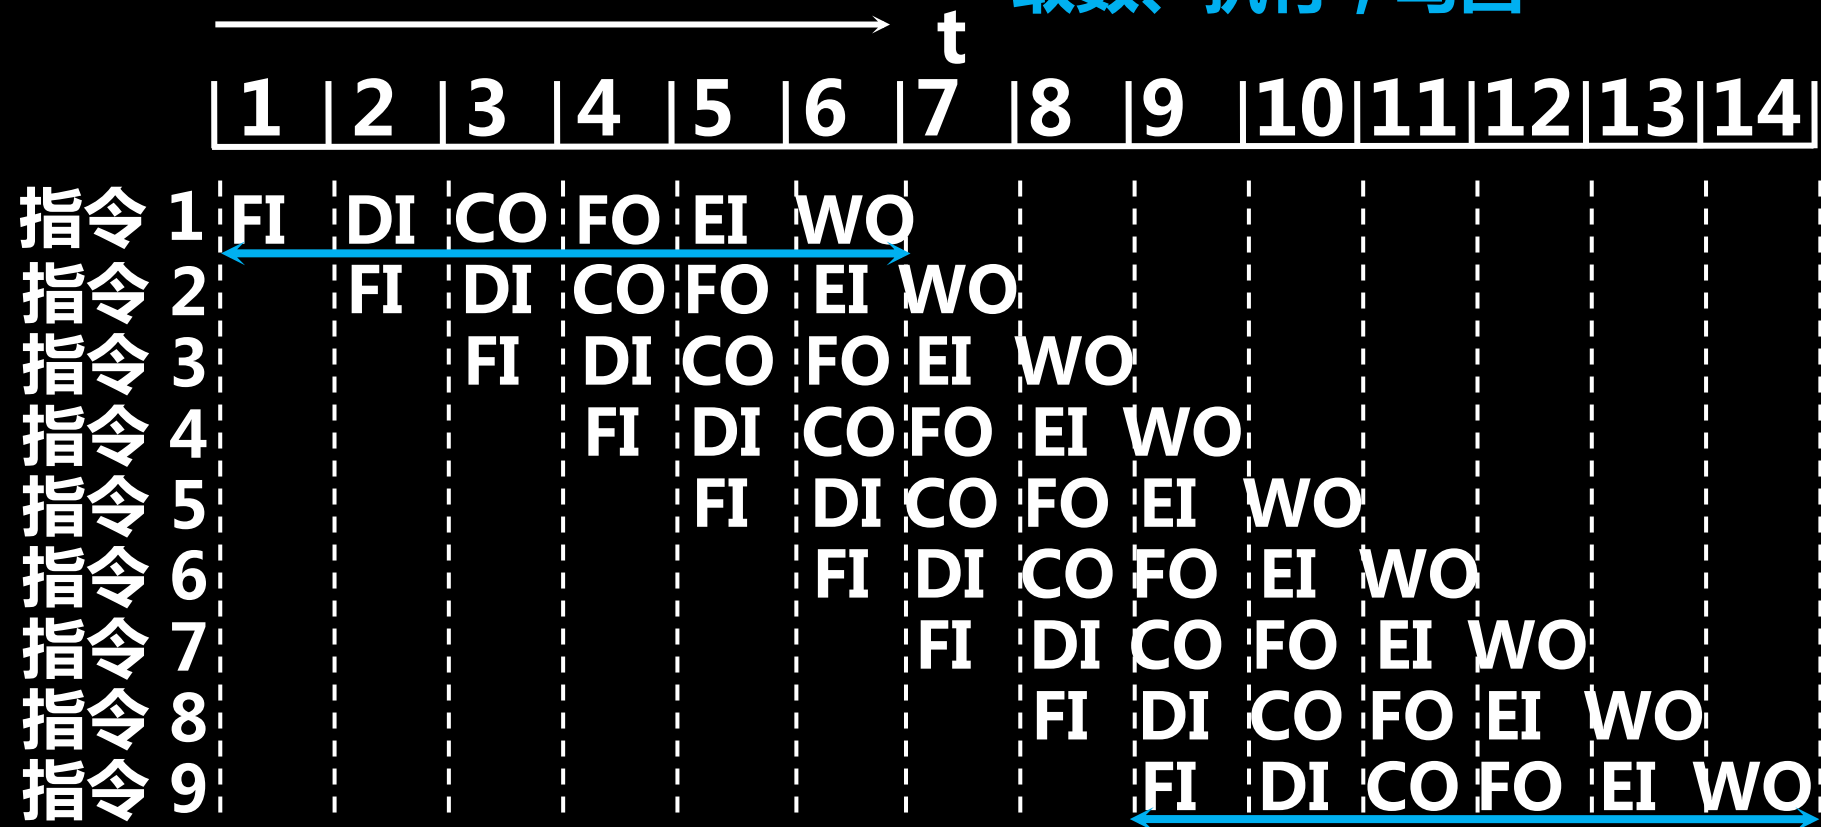 t
1 2 3 4 5 6 7 8 9 10 11 12 13 14
指令 1 FI DI CO FO EI WO
指令 2 FI DI CO FO EI WO
指令 3 FI DI CO FO EI WO
指令 4 FI DI CO FO EI WO
指令 5 FI DI CO FO EI WO
指令 6 FI DI CO FO EI WO
指令 7 FI DI CO FO EI WO
指令 8 FI DI CO FO EI WO
指令 9 FI DI CO FO EI WO